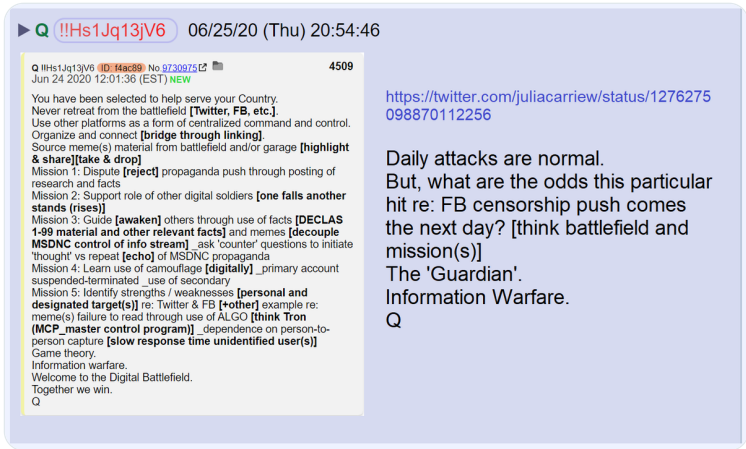 Q !!Hs1Jq13jV6 06/25/20 (Thu) 20:54:46
Q !!Hs1Jq13jV6 ID: f4ac89 No.9730975 4509
Jun 24 2020 12:01:36 (EST) NEW
You have been selected to help serve your Country.
Never retreat from the battlefield [Twitter, FB, etc.].
Use other platforms as a form of centralized command and control.
Organize and connect [bridge through linking].
Source meme(s) material from battlefield and/or garage [highlight
& share][take & drop]
Mission 1: Dispute [reject] propaganda push through posting of
research and facts
Mission 2: Support role of other digital soldiers [one falls another
stands (rises)]
Mission 3: Guide [awaken] others through use of facts [DECLAS
1-99 material and other relevant facts] and memes [decouple
MSDNC control of info stream] _ask 'counter' questions to initiate
'thought' vs repeat [echo] of MSDNC propaganda
Mission 4: Learn use of camouflage [digitally] _primary account
suspended-terminated _use of secondary
Mission 5: Identify strengths / weaknesses [personal and
designated target(s)] re: Twitter & FB [+other] example re:
meme(s) failure to read through use of ALGO [think Tron
(MCP_master control program)] _dependence on person-to-
person capture [slow response time unidentified user(s)]
Game theory.
Information warfare.
Welcome to the Digital Battlefield.
Together we win.
Q
https://twitter.com/juliacarriew/status/1276275
098870112256
Daily attacks are normal.
But, what are the odds this particular
hit re: FB censorship push comes
the next day? [think battlefield and
mission(s)]
The 'Guardian'.
Information Warfare.
Q